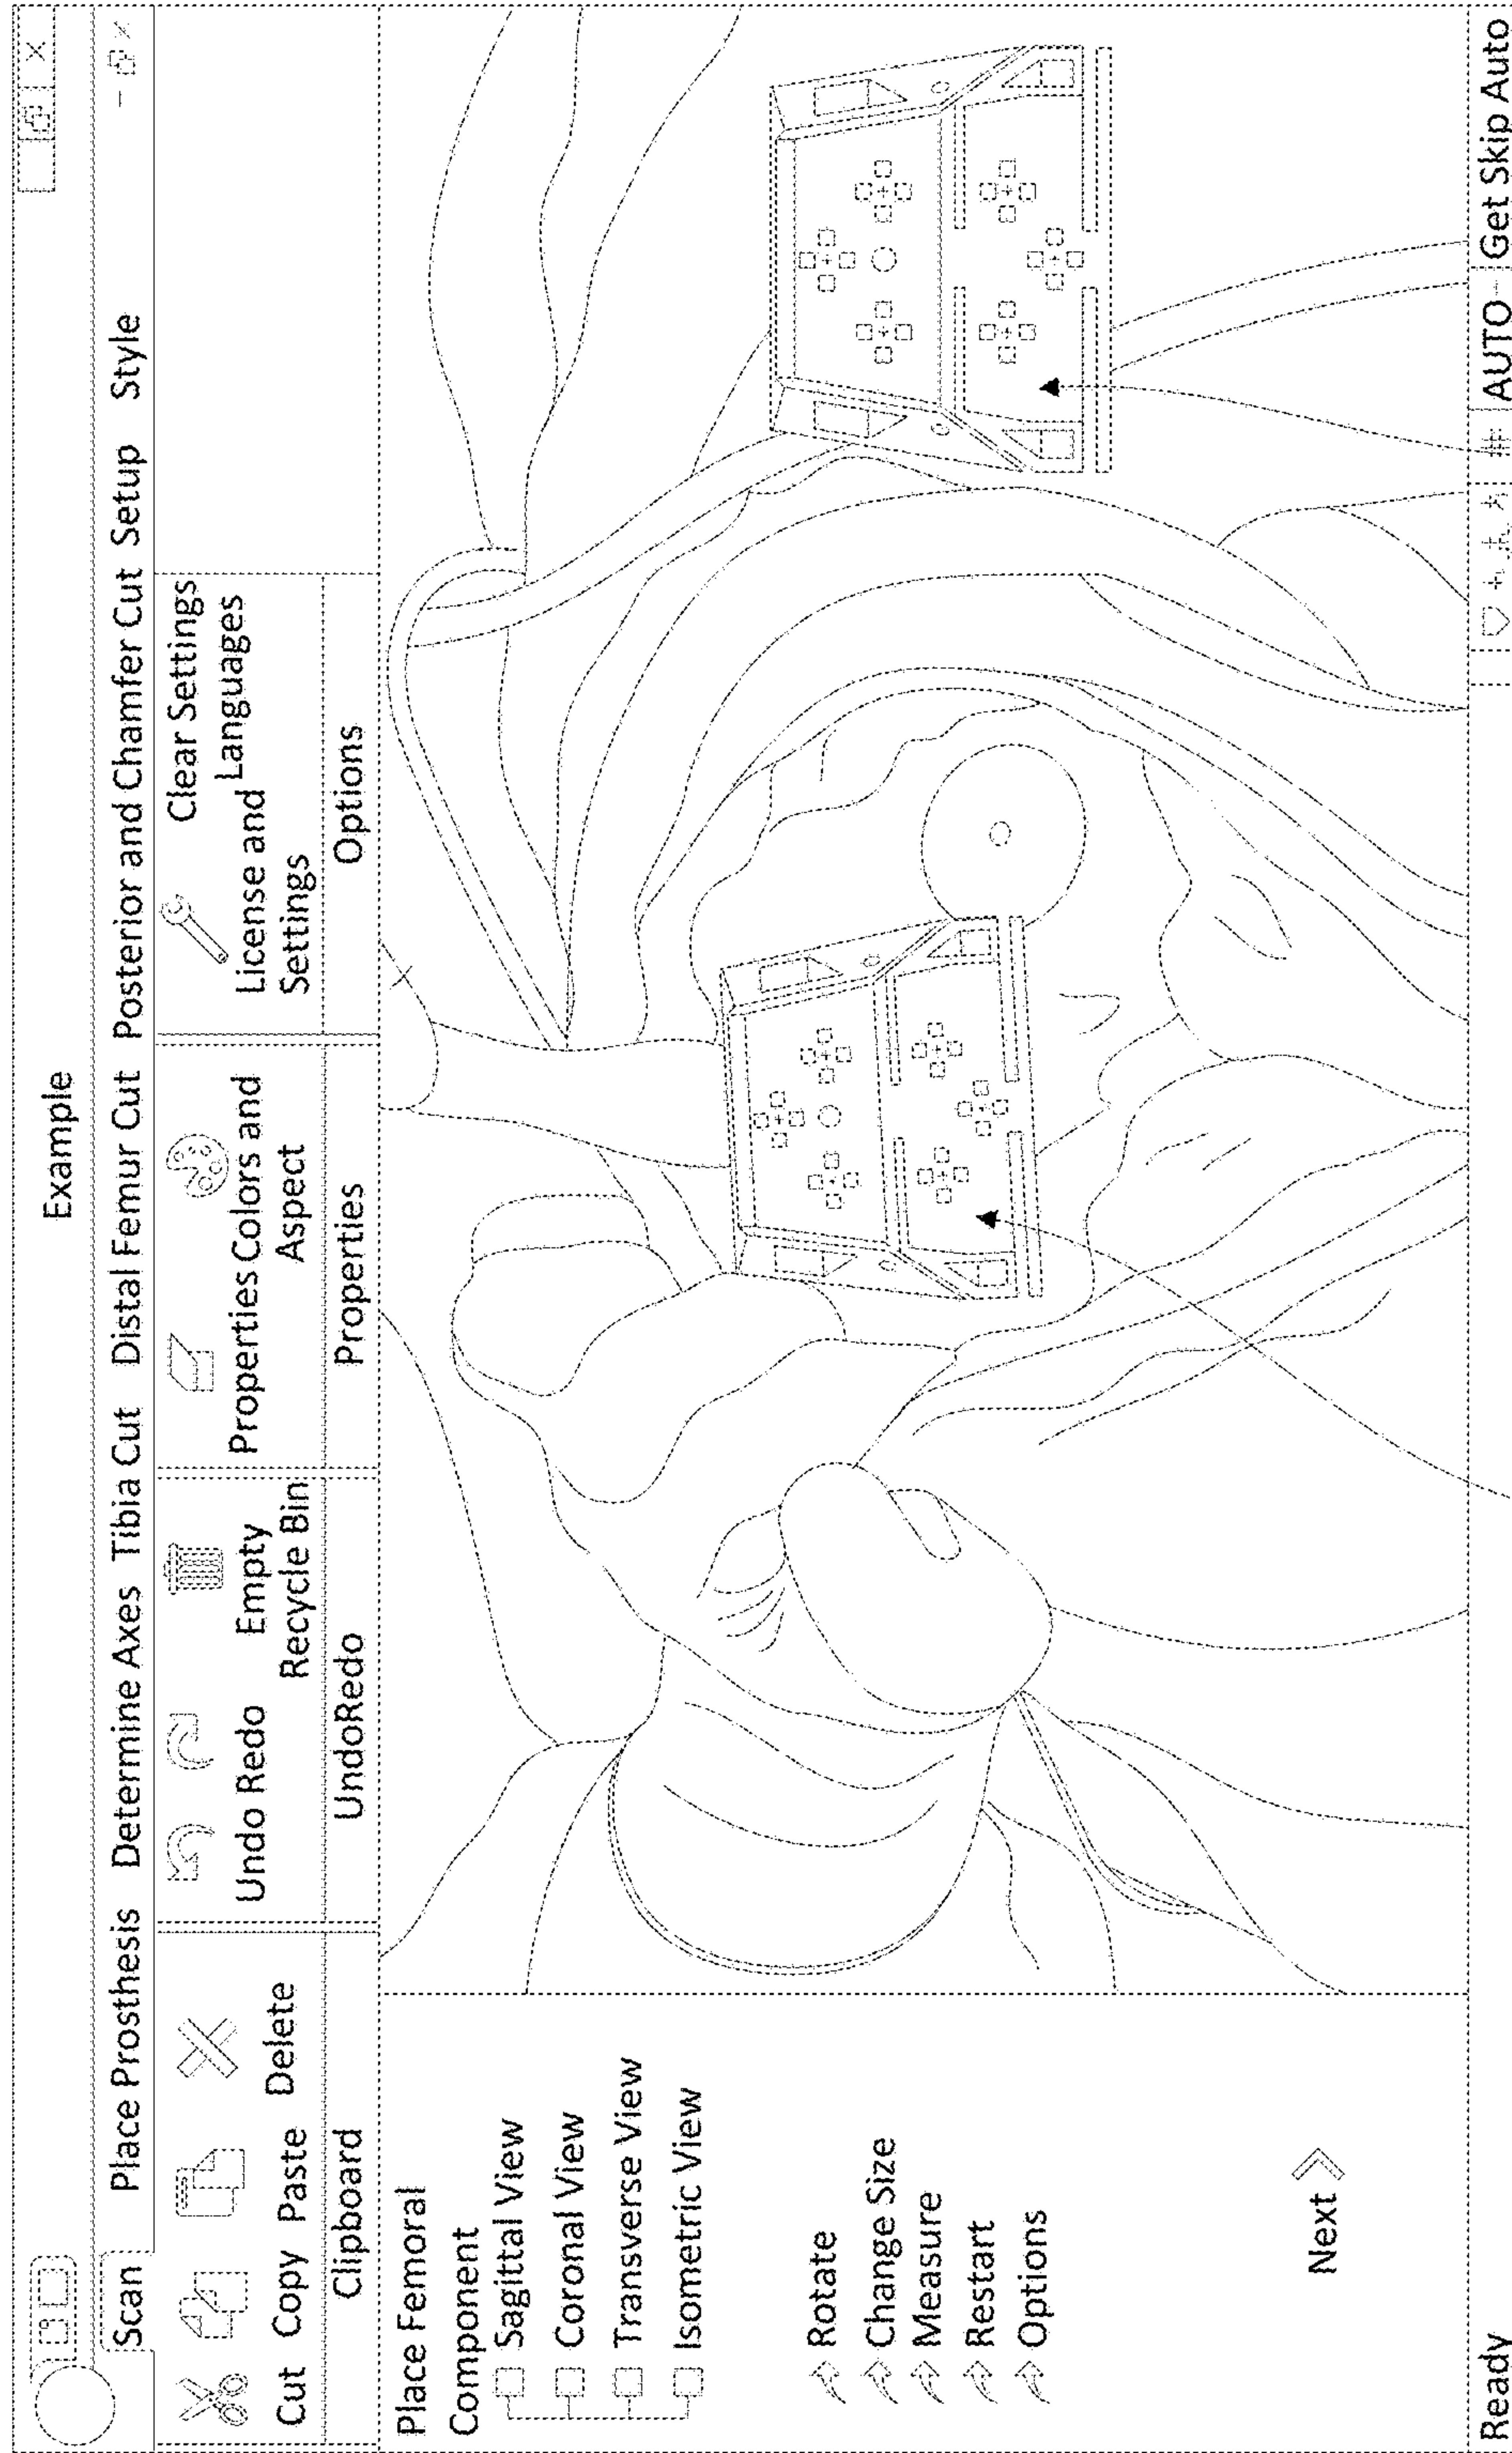 Example
Scan Place Prosthesis Determine Axes Tibia Cut Distal Femur Cut Posterior and Chamfer Cut Setup Style
Cut Copy Paste Delete
Clipboard
Undo Redo Empty
Recycle Bin
UndoRedo
Properties Colors and
Aspect
Properties
Clear Settings
License and Languages
Settings
Options
Place Femoral
Component
Sagittal View
Coronal View
Transverse View
Isometric View
Rotate
Change Size
Measure
Restart
Options
Next
Ready
AUTO
Get Skip Auto